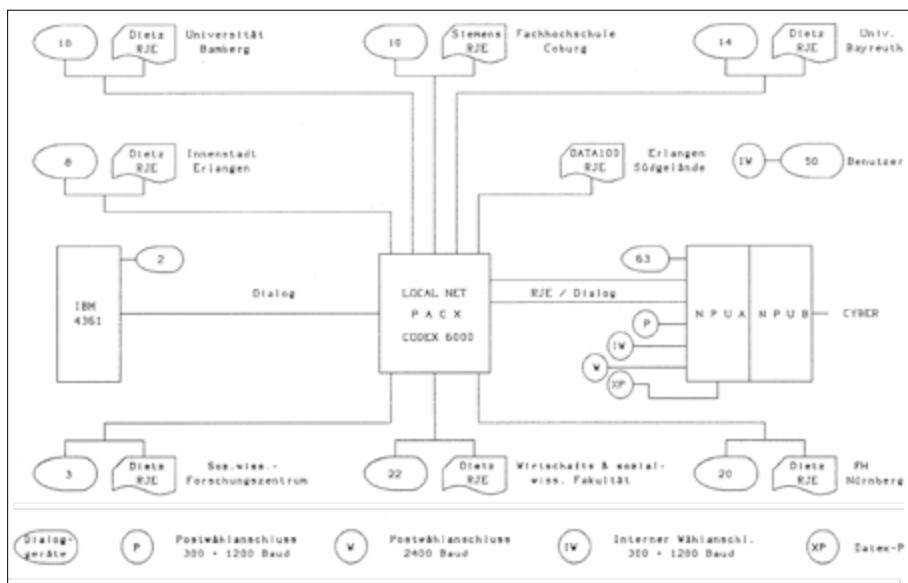 10
Dietz
RJE
Universität
Bamberg
10
Siemens
RJE
Fachhochschule
Coburg
14
Dietz
RJE
Univ.
Bayreuth
8
Dietz
RJE
Innenstadt
Erlangen
DATA100
RJE
Erlangen
Südgelände
IW
50
Benutzer
IBM
4361
2
Dialog
LOCAL NET
PACX
CODEX 6000
RJE / Dialog
63
P
IW
W
XP
NPUA
NPUB
CYBER
3
Dietz
RJE
Soz.wiss.-
Forschungszentrum
22
Dietz
RJE
Wirtschafts & sozial-
wiss. Fakultät
20
Dietz
RJE
FH
Nürnberg
Dialog-
geräte
P
Postwählanschluss
300 + 1200 Baud
W
Postwählanschluss
2400 Baud
IW
Interner Wählanschl.
300 + 1200 Baud
XP
Datex-P